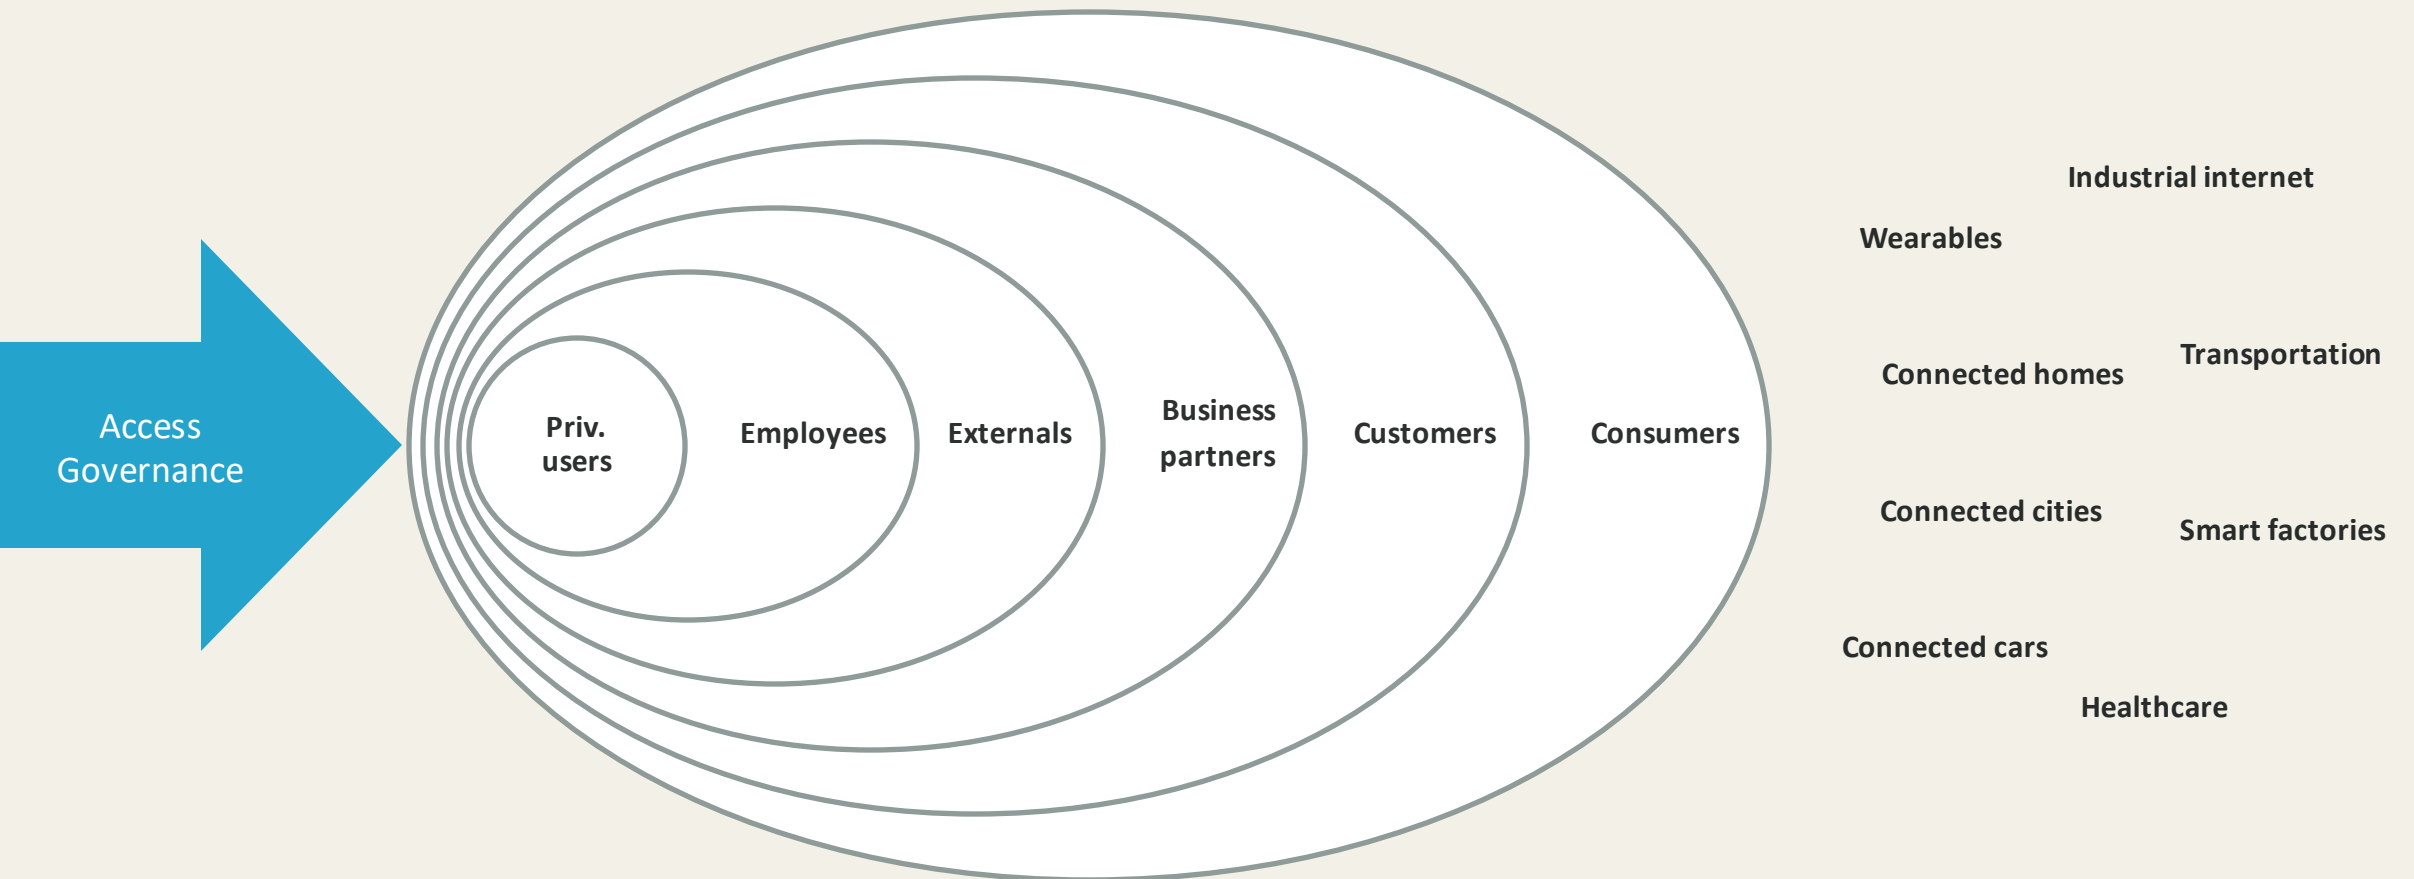 Access
Governance
Priv.
users
Employees
Externals
Business
partners
Customers
Consumers
Industrial internet
Wearables
Transportation
Connected homes
Connected cities
Smart factories
Connected cars
Healthcare